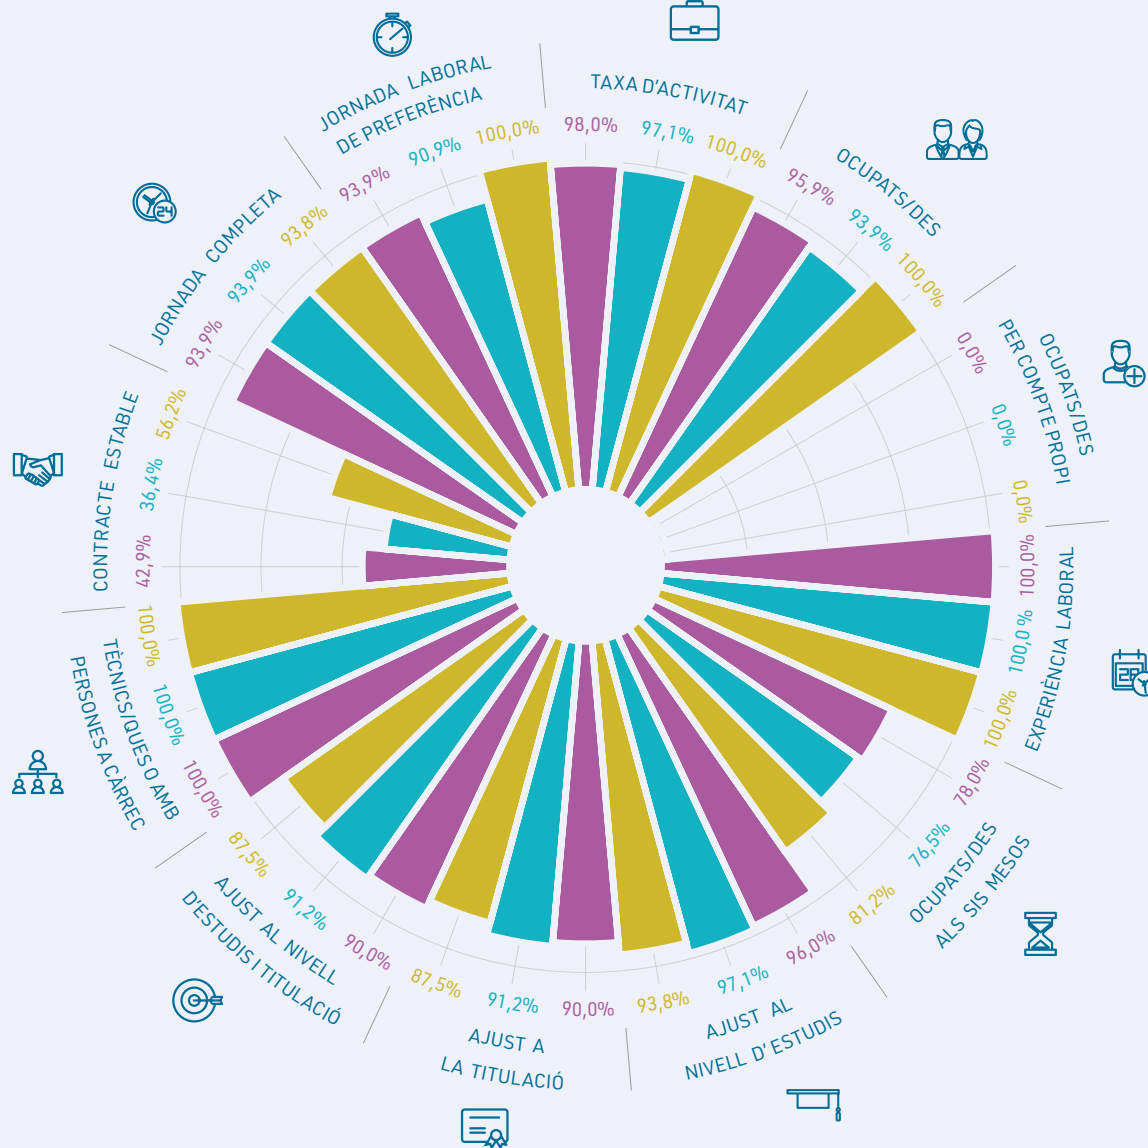 TAXA D'ACTIVITAT
98,0%
97,1%
100,0%
OCUPATS/DES
95,9%
93,9%
100,0%
OCUPATS/DES
PER COMPTE PROPI
0,0%
0,0%
0,0%
EXPERIÈNCIA LABORAL
100,0%
100,0 %
100,0%
OCUPATS/DES
ALS SIS MESOS
78,0%
76,5%
81,2%
AJUST AL
NIVELL D'ESTUDIS
96,0%
97,1%
93,8%
AJUST A
LA TITULACIÓ
90,0%
91,2%
87,5%
AJUST AL NIVELL
D'ESTUDIS I TITULACIÓ
90,0%
91,2%
87,5%
TÈCNICS/QUES O AMB
PERSONES A CÀRREC
100,0%
100,0%
100,0%
CONTRACTE ESTABLE
42,9%
36,4%
56,2%
JORNADA COMPLETA
93,9%
93,9%
93,8%
24
JORNADA LABORAL
DE PREFERÈNCIA
93,9%
90,9%
100,0%